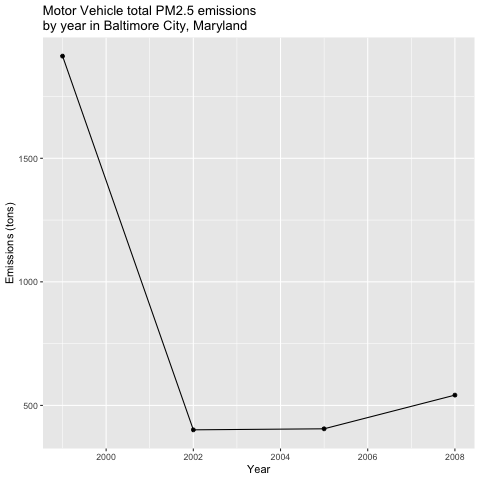 Motor Vehicle total PM2.5 emissions
by year in Baltimore City, Maryland
Emissions (tons)
1500
1000
500
2000 2002 2004 2006 2008
Year